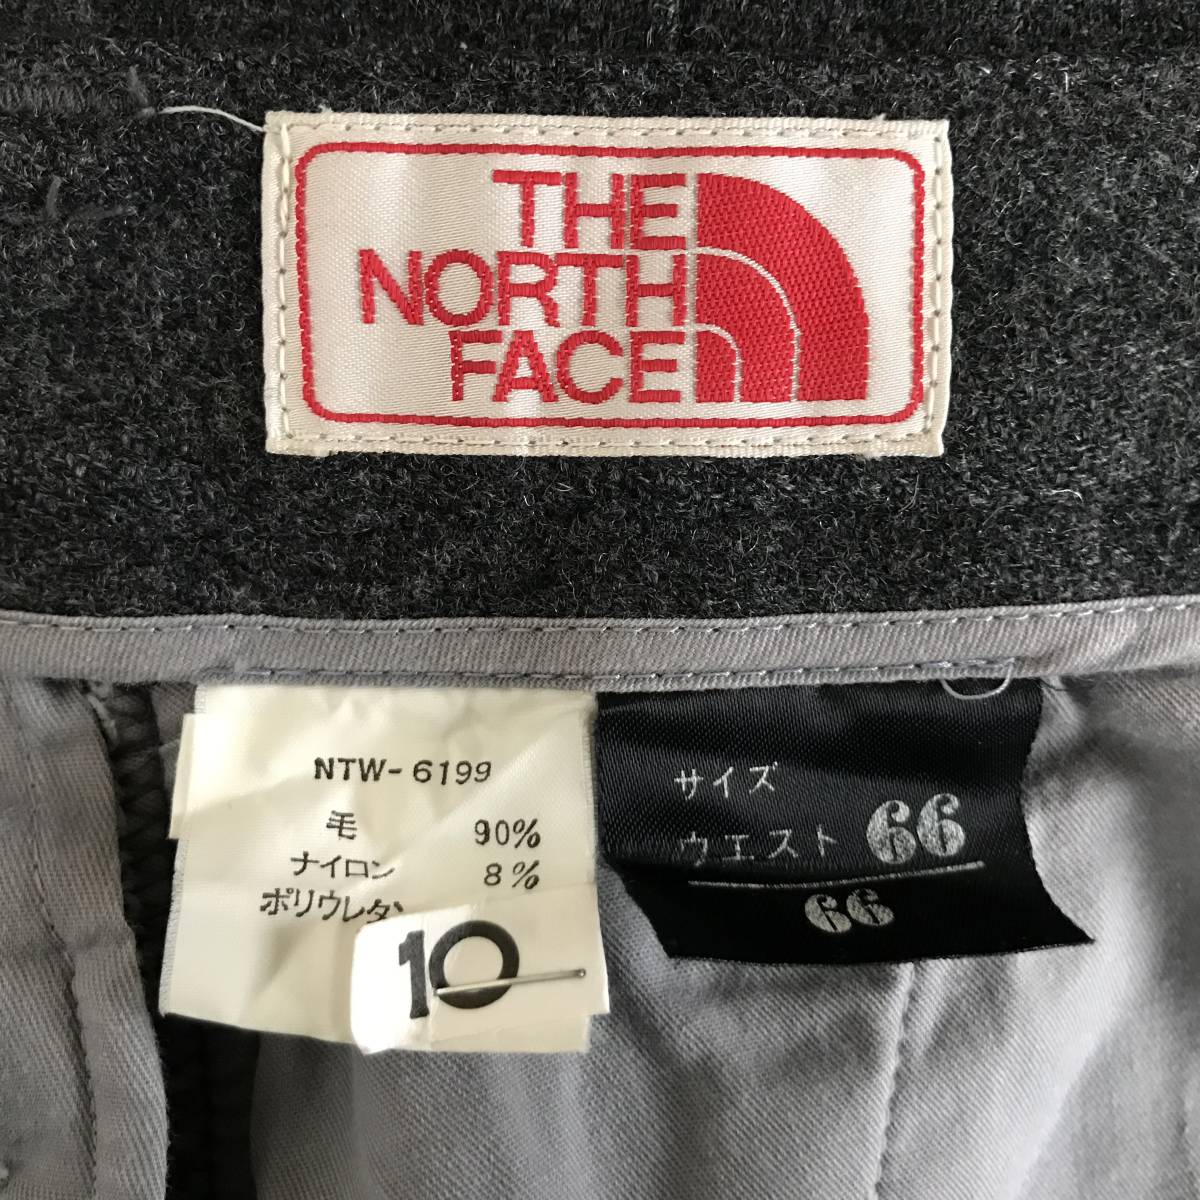 THE
NORTH
FACE
NTW-6199
毛 90%
ナイロン 8%
ポリウレタン
10
サイズ
ウエスト 66
66